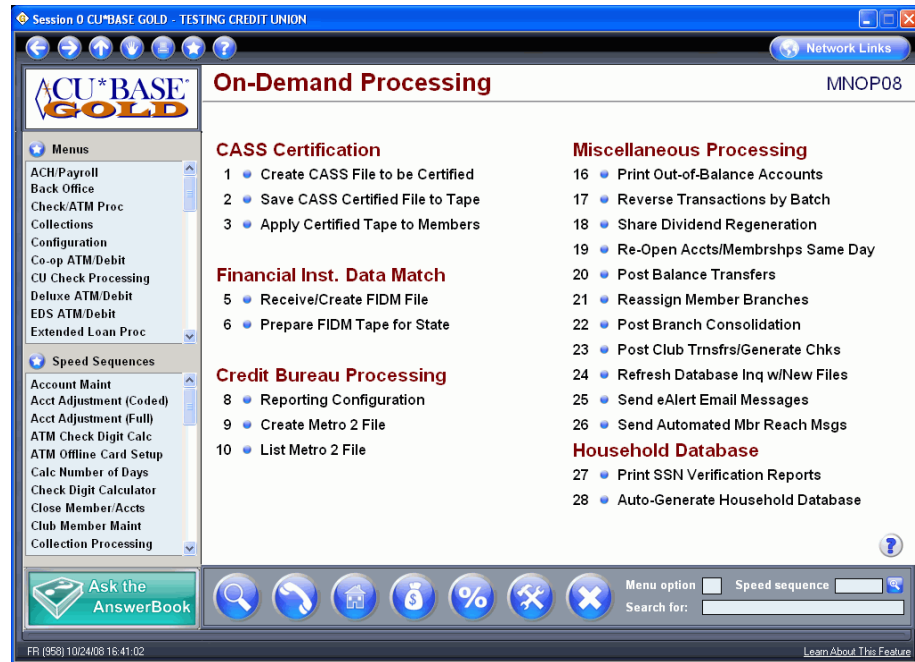 Session 0 CU*BASE GOLD - TESTING CREDIT UNION
Network Links
CU*BASE
GOLD
On-Demand Processing
MNOP08
Menus
ACH/Payroll
Back Office
Check/ATM Proc
Collections
Configuration
Co-op ATM/Debit
CU Check Processing
Deluxe ATM/Debit
EDS ATM/Debit
Extended Loan Proc
Speed Sequences
Account Maint
Acct Adjustment (Coded)
Acct Adjustment (Full)
ATM Check Digit Calc
ATM Offline Card Setup
Calc Number of Days
Check Digit Calculator
Close Member/Accts
Club Member Maint
Collection Processing
Ask the
AnswerBook
CASS Certification
1 Create CASS File to be Certified
2 Save CASS Certified File to Tape
3 Apply Certified Tape to Members
Financial Inst. Data Match
5 Receive/Create FIDM File
6 Prepare FIDM Tape for State
Credit Bureau Processing
8 Reporting Configuration
9 Create Metro 2 File
10 List Metro 2 File
Miscellaneous Processing
16 Print Out-of-Balance Accounts
17 Reverse Transactions by Batch
18 Share Dividend Regeneration
19 Re-Open Accts/Membrshps Same Day
20 Post Balance Transfers
21 Reassign Member Branches
22 Post Branch Consolidation
23 Post Club Trnsfrs/Generate Chks
24 Refresh Database Inq w/New Files
25 Send eAlert Email Messages
26 Send Automated Mbr Reach Msgs
Household Database
27 Print SSN Verification Reports
28 Auto-Generate Household Database
Menu option
Speed sequence
Search for:
FR (958) 10/24/08 16:41:02
Learn About This Feature